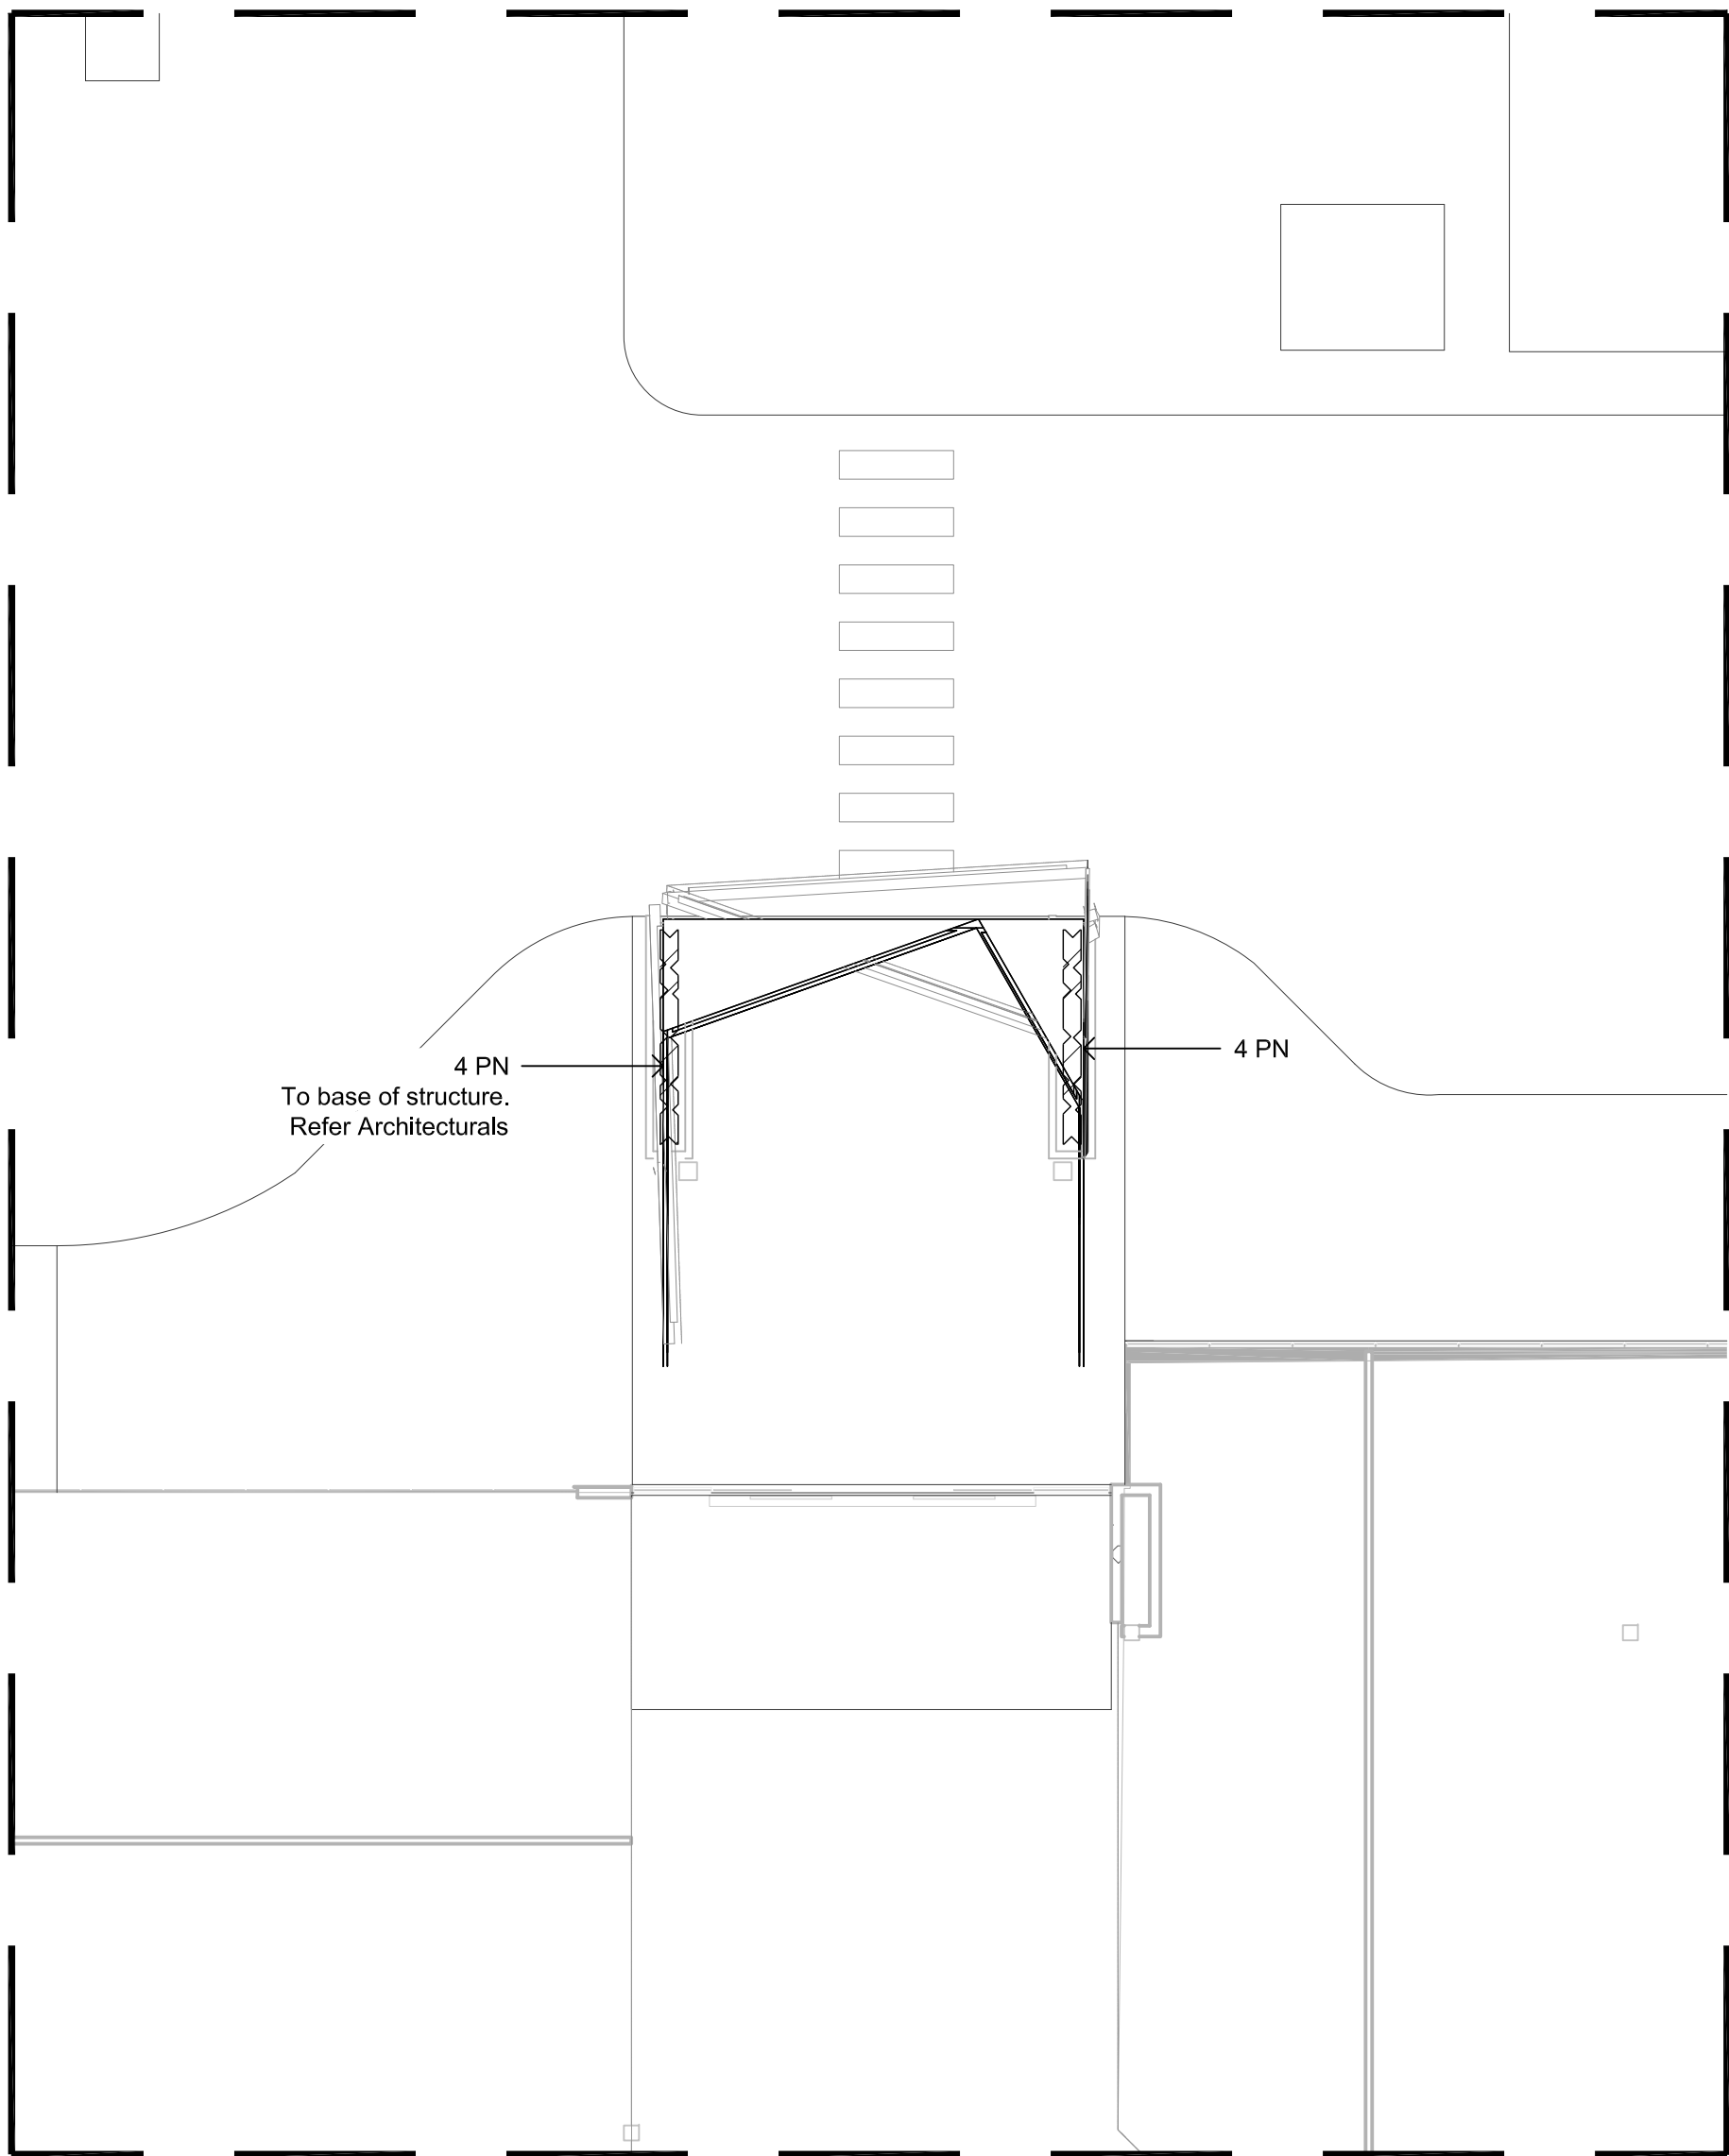 4 PN
To base of structure.
Refer Architecturals
4 PN